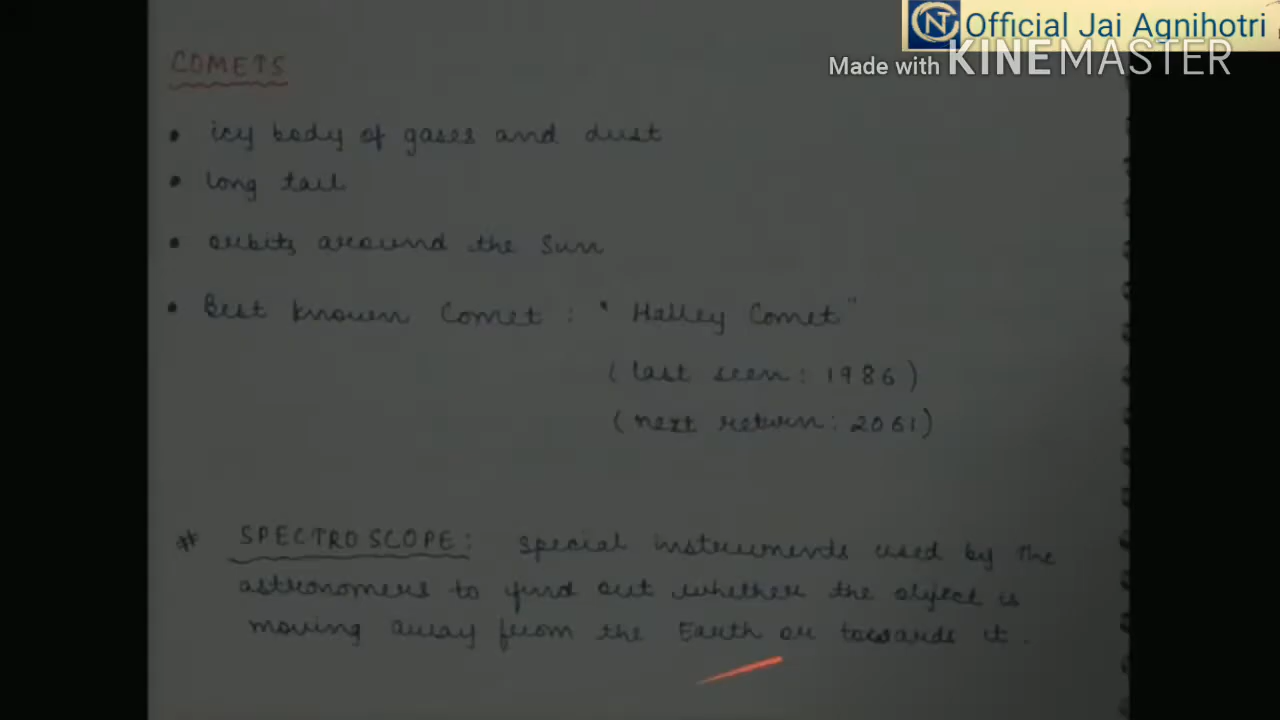 Official Jai Agnihotri
Made with KINEMASTER
COMETS
• icy body of gases and dust
• long tail
• orbits around the Sun
• Best known Comet : "Halley Comet"
(last seen : 1986)
(next return : 2061)
* SPECTROSCOPE : special instruments used by the
astronomers to find out whether the object is
moving away from the Earth or towards it.